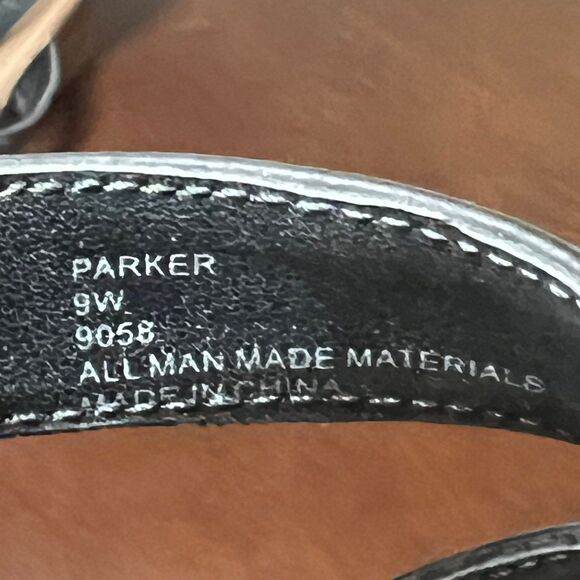 PARKER
9W
9058
ALL MAN MADE MATERIALS
MADE IN CHINA